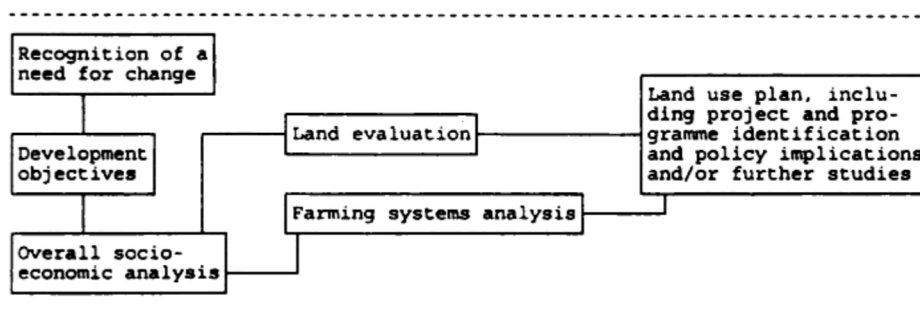 Recognition of a
need for change
Development
objectives
Overall socio-
economic analysis
Land evaluation
Farming systems analysis
Land use plan, inclu-
ding project and pro-
gramme identification
and policy implications
and/or further studies